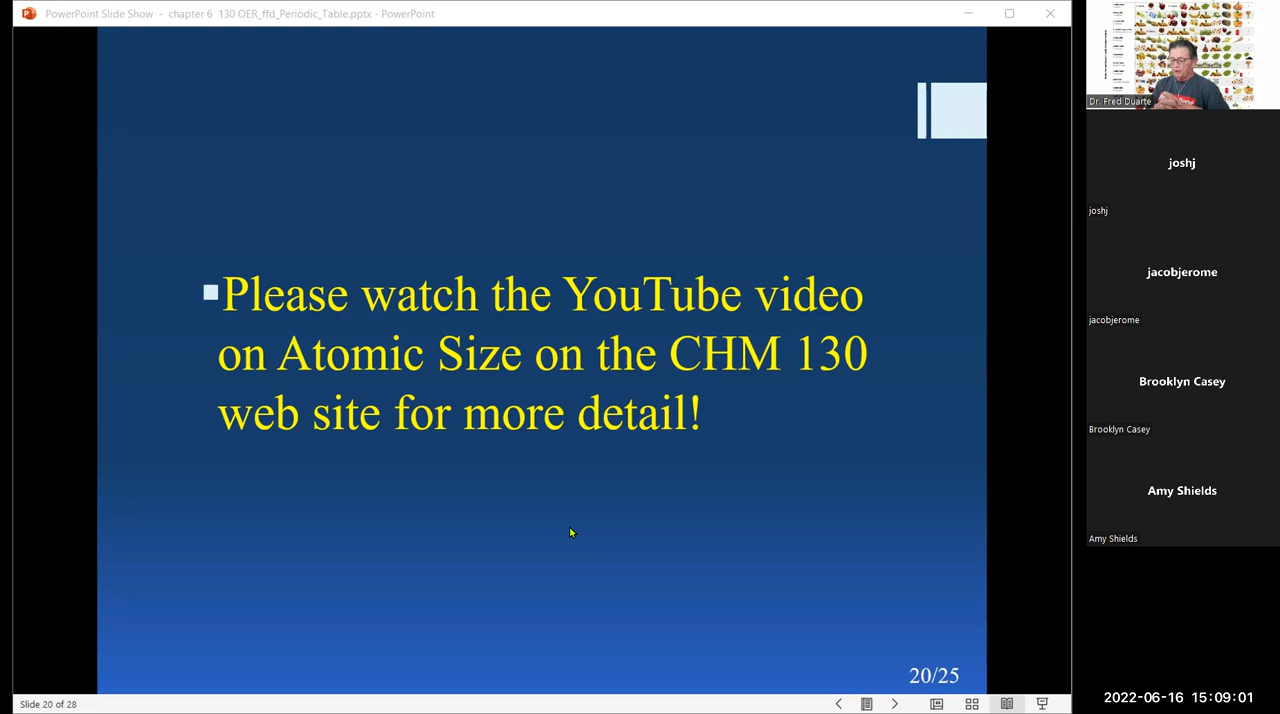 PowerPoint Slide Show - chapter 6 130 OER_ffd_Periodic_Table.pptx - PowerPoint
Please watch the YouTube video
on Atomic Size on the CHM 130
web site for more detail!
20/25
Slide 20 of 28
Dr. Fred Duarte
joshj
joshj
jacobjerome
jacobjerome
Brooklyn Casey
Brooklyn Casey
Amy Shields
Amy Shields
2022-06-16 15:09:01